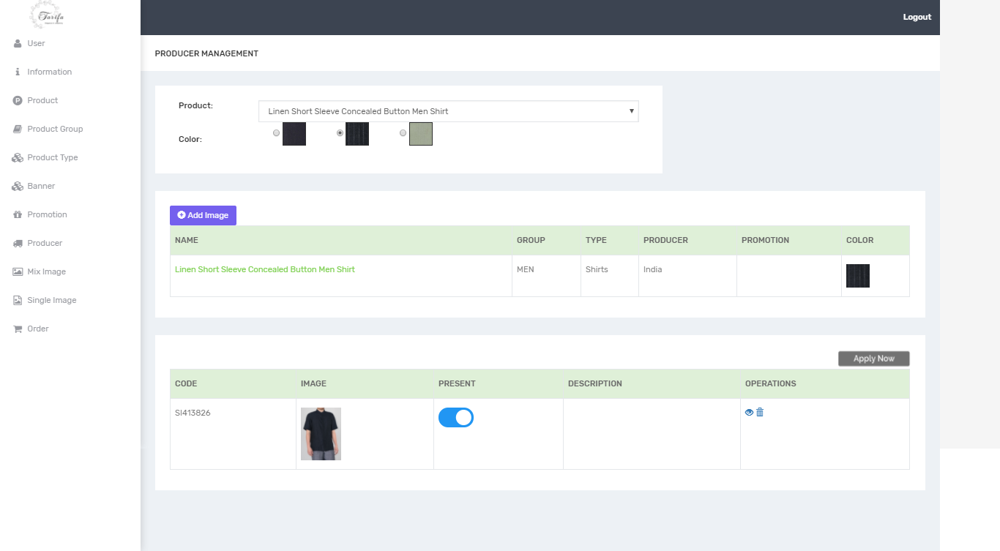 Tarifa
Logout
User
Information
Product
Product Group
Product Type
Banner
Promotion
Producer
Mix Image
Single Image
Order
PRODUCER MANAGEMENT
Product:
Linen Short Sleeve Concealed Button Men Shirt
Color:
Add Image
NAME GROUP TYPE PRODUCER PROMOTION COLOR
Linen Short Sleeve Concealed Button Men Shirt MEN Shirts India
Apply Now
CODE IMAGE PRESENT DESCRIPTION OPERATIONS
SI413826